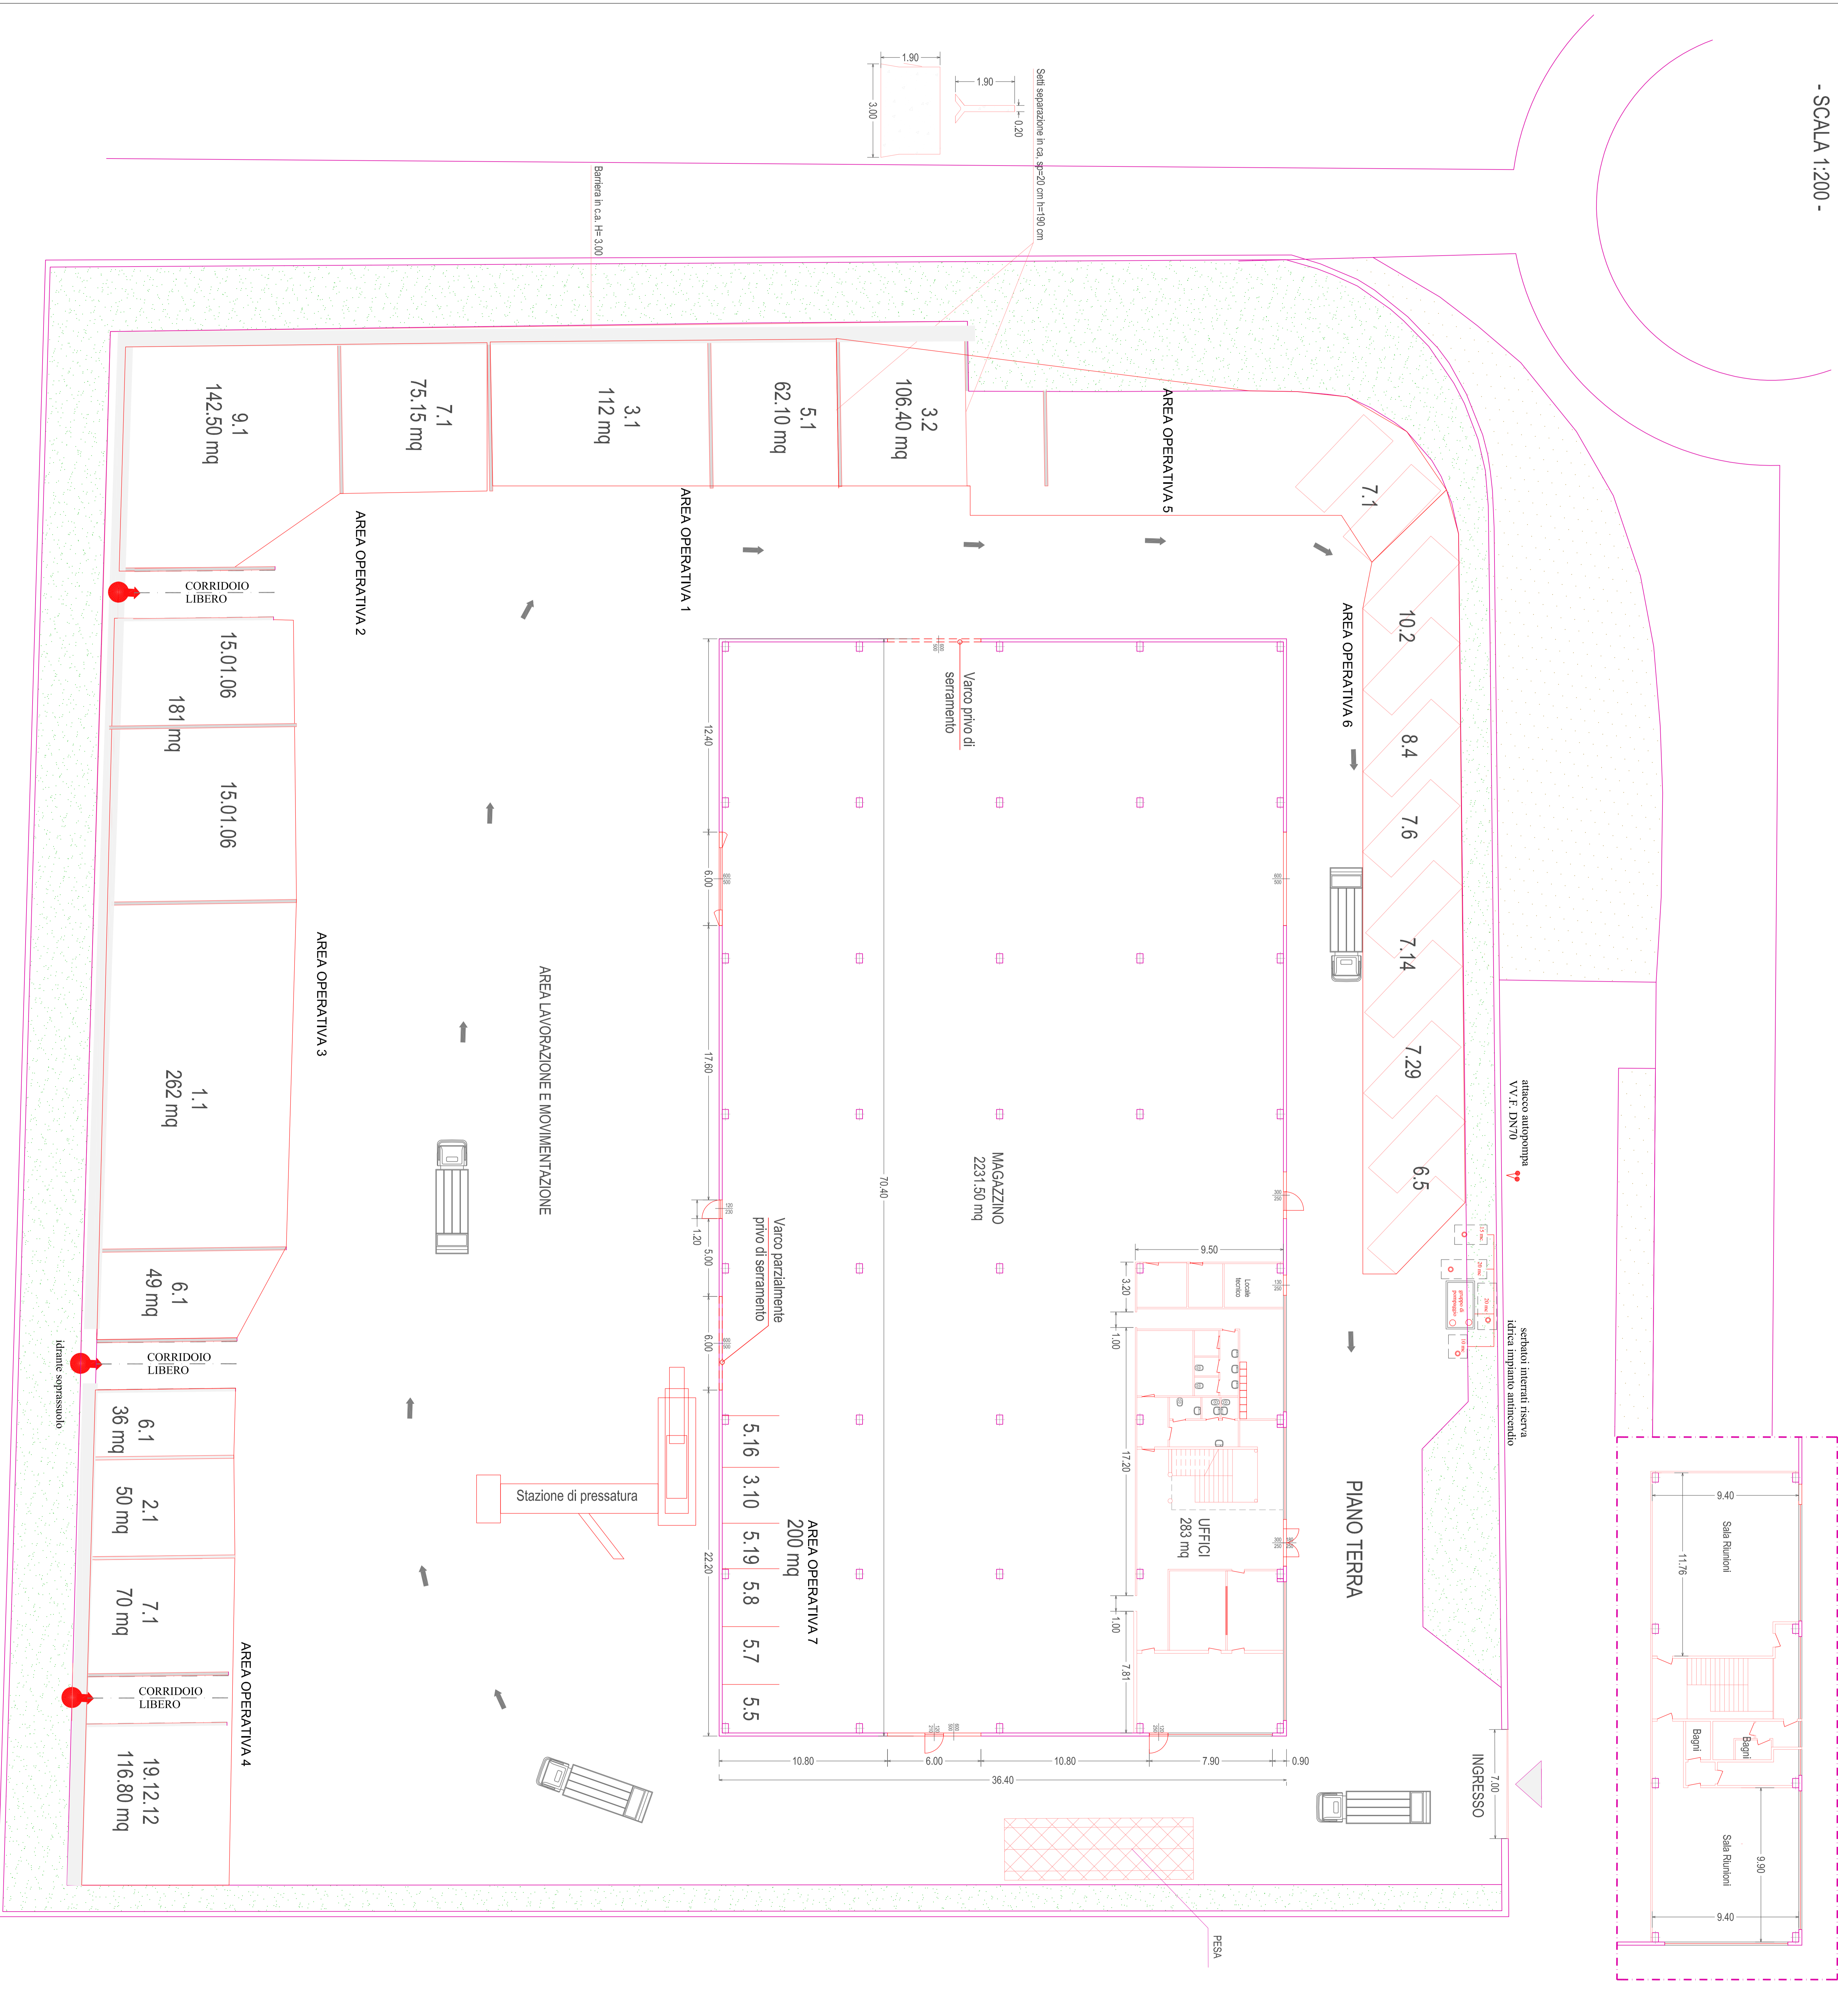 - SCALA 1:200 -
1.90
3.00
1.90
0.20
Setti separazione in ca, sp=20 cm h=190 cm
Barriera in c.a. H= 3.00
9.1
142.50 mq
7.1
75.15 mq
3.1
112 mq
5.1
62.10 mq
3.2
106.40 mq
AREA OPERATIVA 5
7.1
AREA OPERATIVA 2
AREA OPERATIVA 1
AREA OPERATIVA 6
10.2
8.4
7.6
7.14
7.29
6.5
CORRIDOIO
LIBERO
15.01.06
181 mq
15.01.06
AREA OPERATIVA 3
1.1
262 mq
6.1
49 mq
CORRIDOIO
LIBERO
idrante soprassuolo
6.1
36 mq
2.1
50 mq
7.1
70 mq
AREA OPERATIVA 4
CORRIDOIO
LIBERO
19.12.12
116.80 mq
AREA LAVORAZIONE E MOVIMENTAZIONE
Stazione di pressatura
Varco privo di
serramento
Varco parzialmente
privo di serramento
12.40
6.00
17.60
1.20
5.00
6.00
22.20
70.40
MAGAZZINO
2231.50 mq
5.16
3.10
5.19
5.8
5.7
5.5
AREA OPERATIVA 7
200 mq
9.50
3.20
1.00
17.20
1.00
7.81
Locale
tecnico
UFFICI
283 mq
PIANO TERRA
10.80
6.00
10.80
7.90
0.90
36.40
INGRESSO
7.00
PESA
attacco autopompa
VV.F. DN70
serbatoi interrati riserva
idrica impianto antincendio
20 mc
20 mc
gruppo di
pompaggio
9.40
Sala Riunioni
11.76
Bagni
Bagni
Sala Riunioni
9.90
9.40